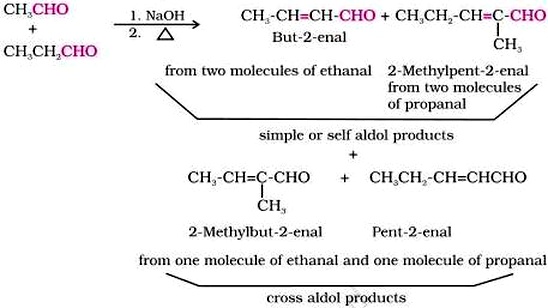 CH₃CHO
+
CH₃CH₂CHO
1. NaOH
2. △
CH₃-CH=CH-CHO + CH₃CH₂-CH=C-CHO
CH₃
But-2-enal
from two molecules of ethanal
2-Methylpent-2-enal
from two molecules
of propanal
simple or self aldol products
+
CH₃-CH=C-CHO + CH₃CH₂-CH=CHCHO
CH₃
2-Methylbut-2-enal Pent-2-enal
from one molecule of ethanal and one molecule of propanal
cross aldol products